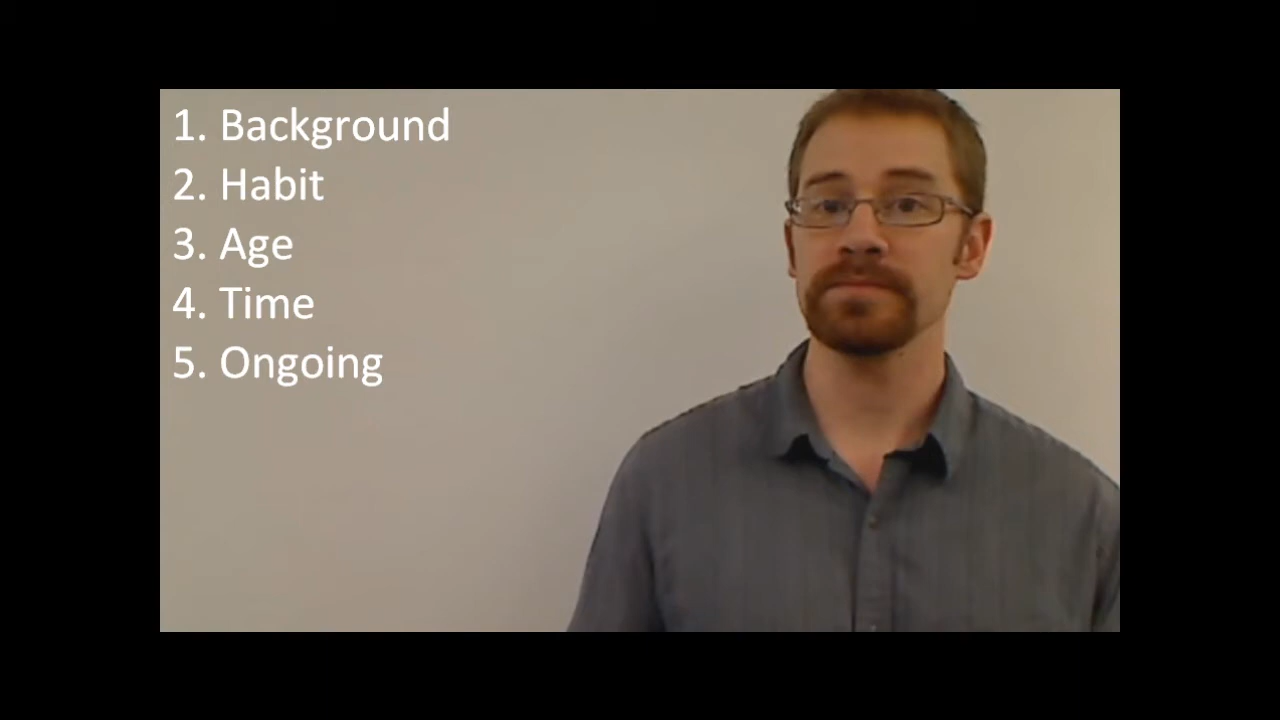 1. Background
2. Habit
3. Age
4. Time
5. Ongoing